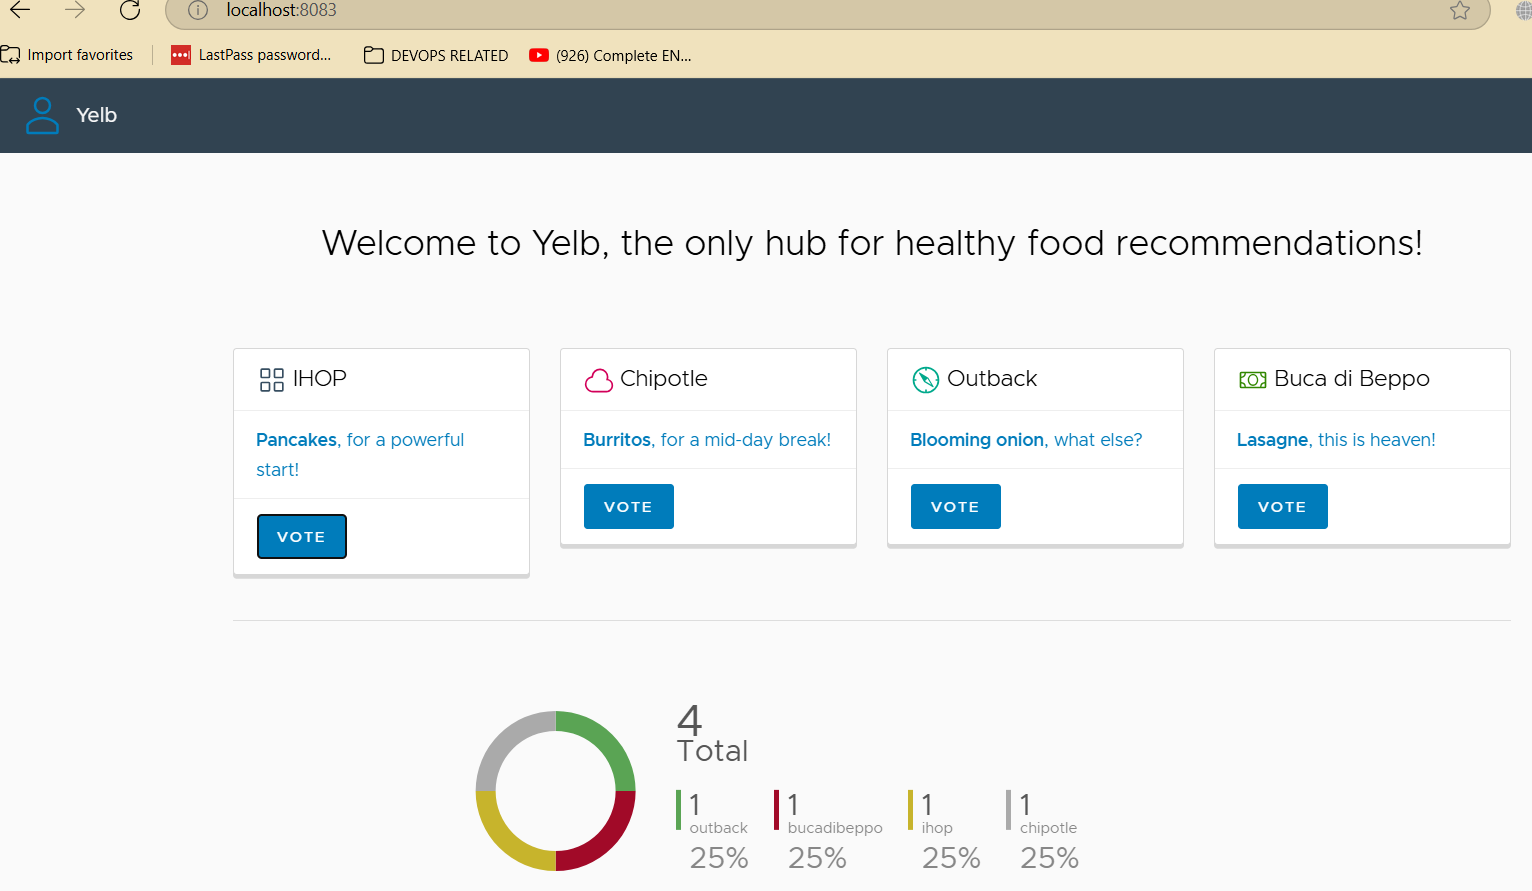 localhost:8083
Import favorites
LastPass password...
DEVOPS RELATED
(926) Complete EN...
Yelb
Welcome to Yelb, the only hub for healthy food recommendations!
IHOP
Pancakes, for a powerful
start!
VOTE
Chipotle
Burritos, for a mid-day break!
VOTE
Outback
Blooming onion, what else?
VOTE
Buca di Beppo
Lasagne, this is heaven!
VOTE
4
Total
1
outback
25%
1
bucadibeppo
25%
1
ihop
25%
1
chipotle
25%